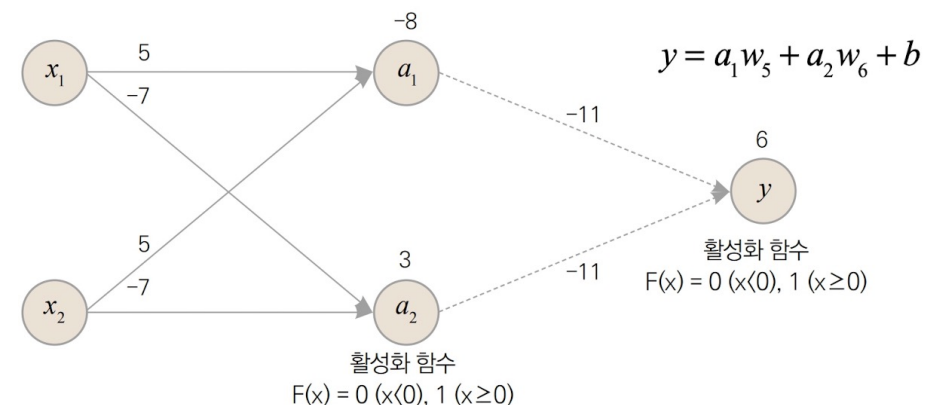 -8
5
x₁
a₁
y = a₁w₅ + a₂w₆ + b
-7
-11
6
y
5
3
-11
활성화 함수
F(x) = 0 (x<0), 1 (x≥0)
-7
x₂
a₂
활성화 함수
F(x) = 0 (x<0), 1 (x≥0)